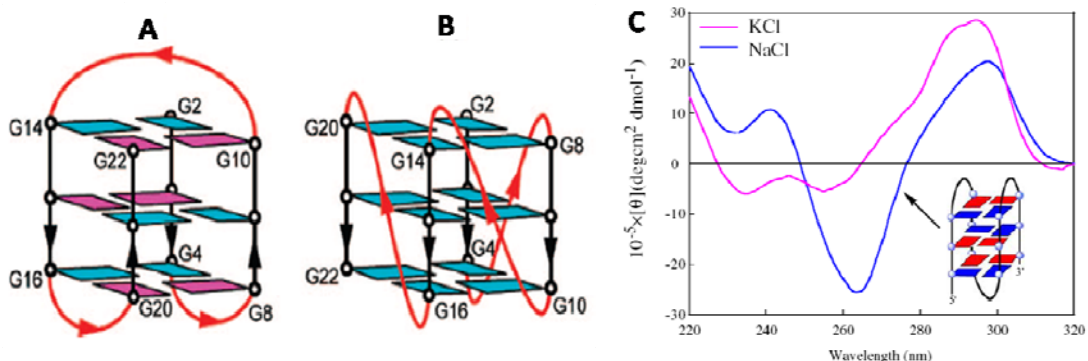 A
B
C
G14
G2
G22
G10
G16
G4
G20
G8
G20
G2
G14
G8
G22
G4
G16
G10
KCl
NaCl
10⁻⁵×[θ](degcm² dmol⁻¹)
30
20
10
0
-10
-20
-30
220
240
260
280
300
320
Wavelength (nm)
5'
3'